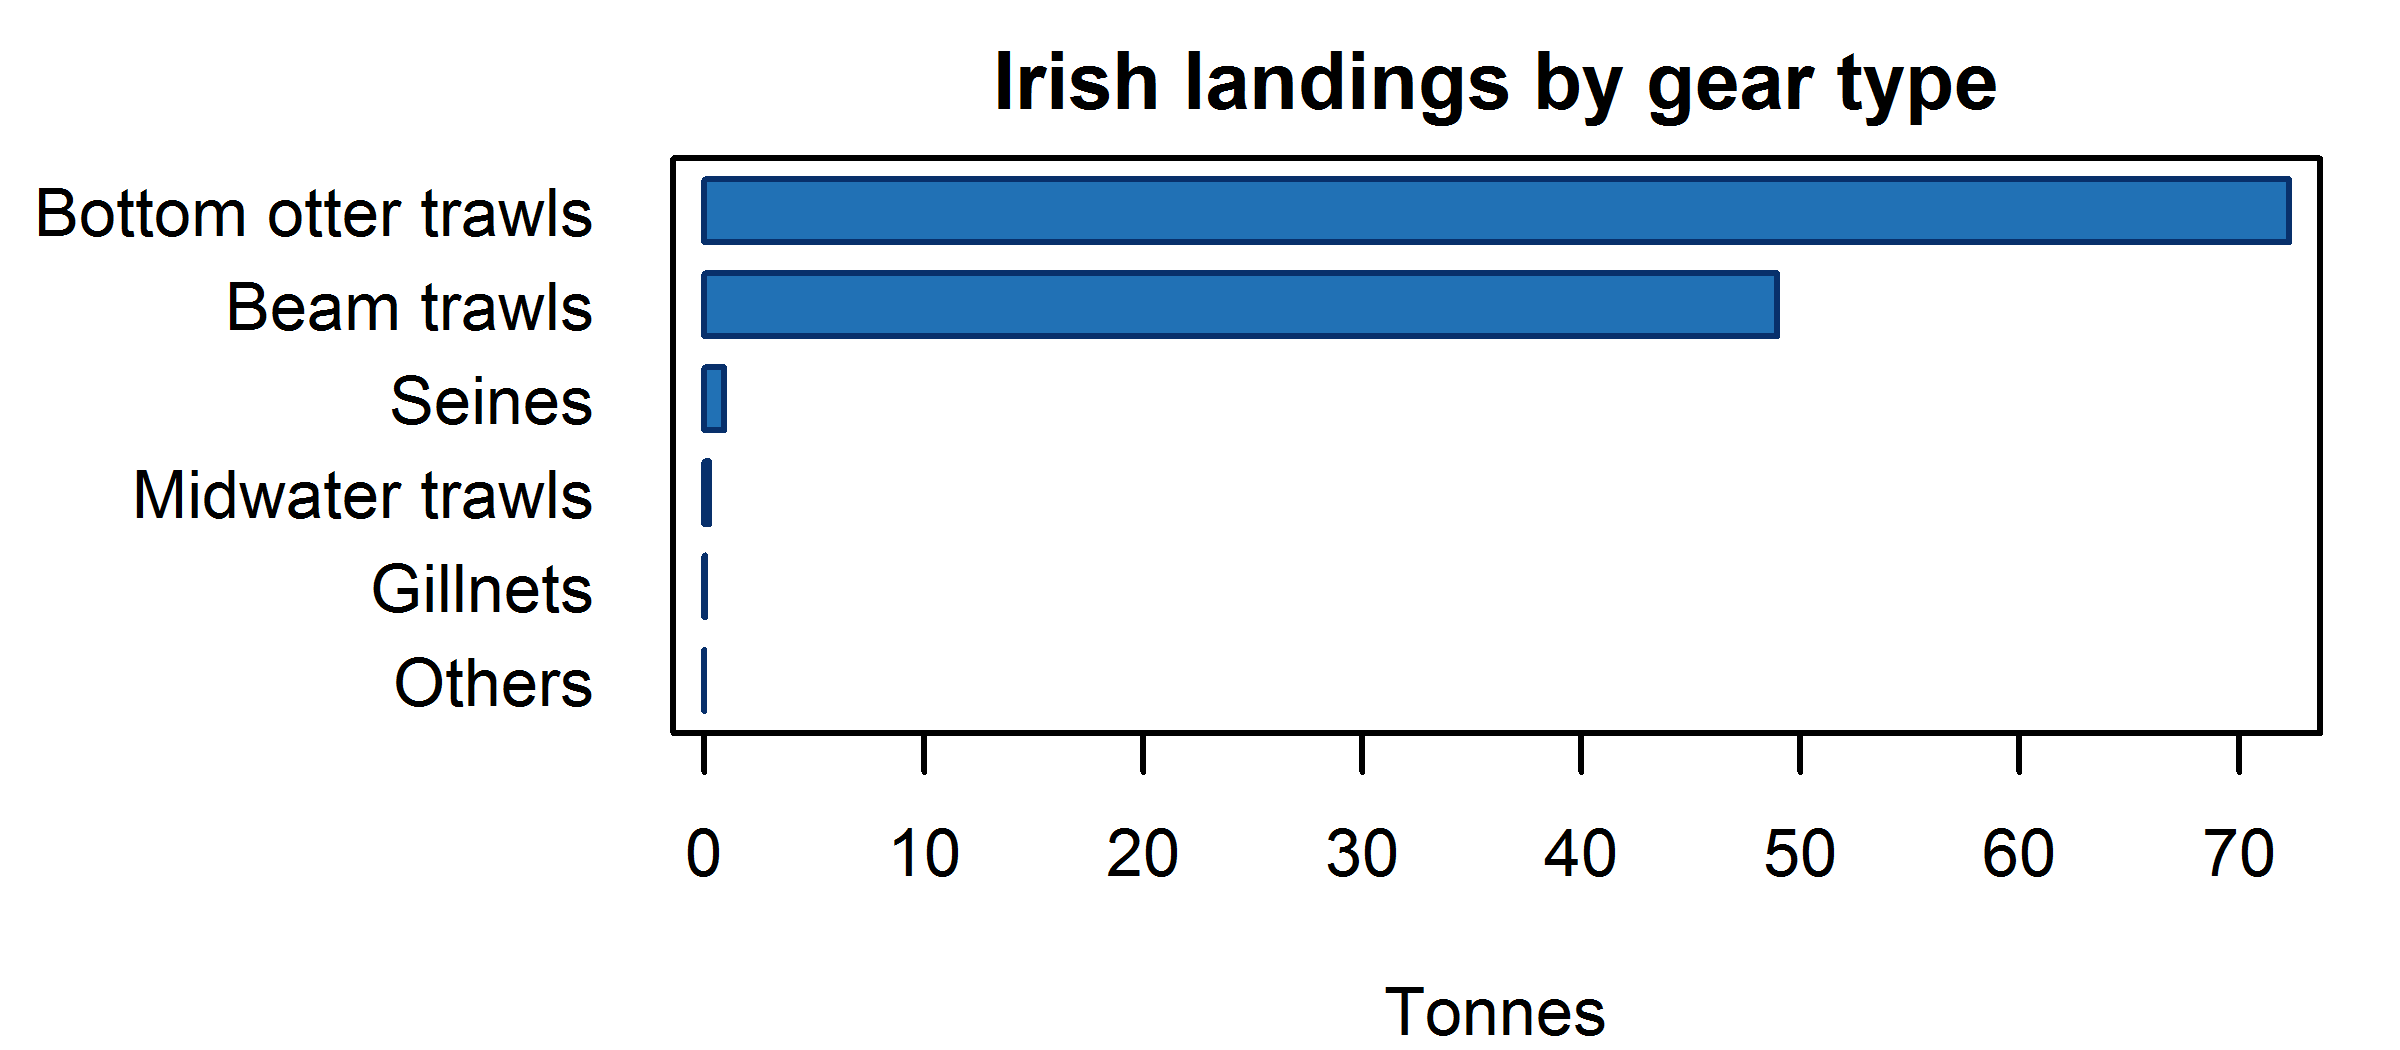 Irish landings by gear type
Bottom otter trawls
Beam trawls
Seines
Midwater trawls
Gillnets
Others
0 10 20 30 40 50 60 70
Tonnes